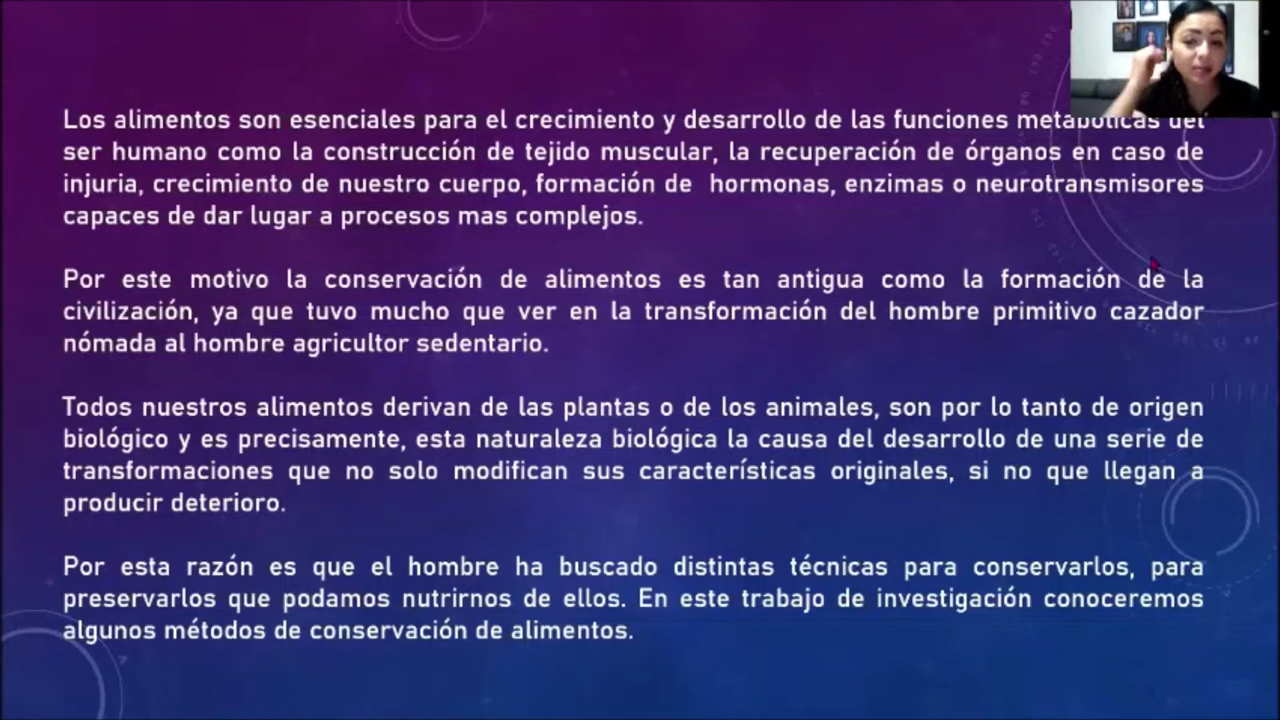 Los alimentos son esenciales para el crecimiento y desarrollo de las funciones metabólicas del
ser humano como la construcción de tejido muscular, la recuperación de órganos en caso de
injuria, crecimiento de nuestro cuerpo, formación de hormonas, enzimas o neurotransmisores
capaces de dar lugar a procesos mas complejos.
Por este motivo la conservación de alimentos es tan antigua como la formación de la
civilización, ya que tuvo mucho que ver en la transformación del hombre primitivo cazador
nómada al hombre agricultor sedentario.
Todos nuestros alimentos derivan de las plantas o de los animales, son por lo tanto de origen
biológico y es precisamente, esta naturaleza biológica la causa del desarrollo de una serie de
transformaciones que no solo modifican sus características originales, si no que llegan a
producir deterioro.
Por esta razón es que el hombre ha buscado distintas técnicas para conservarlos, para
preservarlos que podamos nutrirnos de ellos. En este trabajo de investigación conoceremos
algunos métodos de conservación de alimentos.